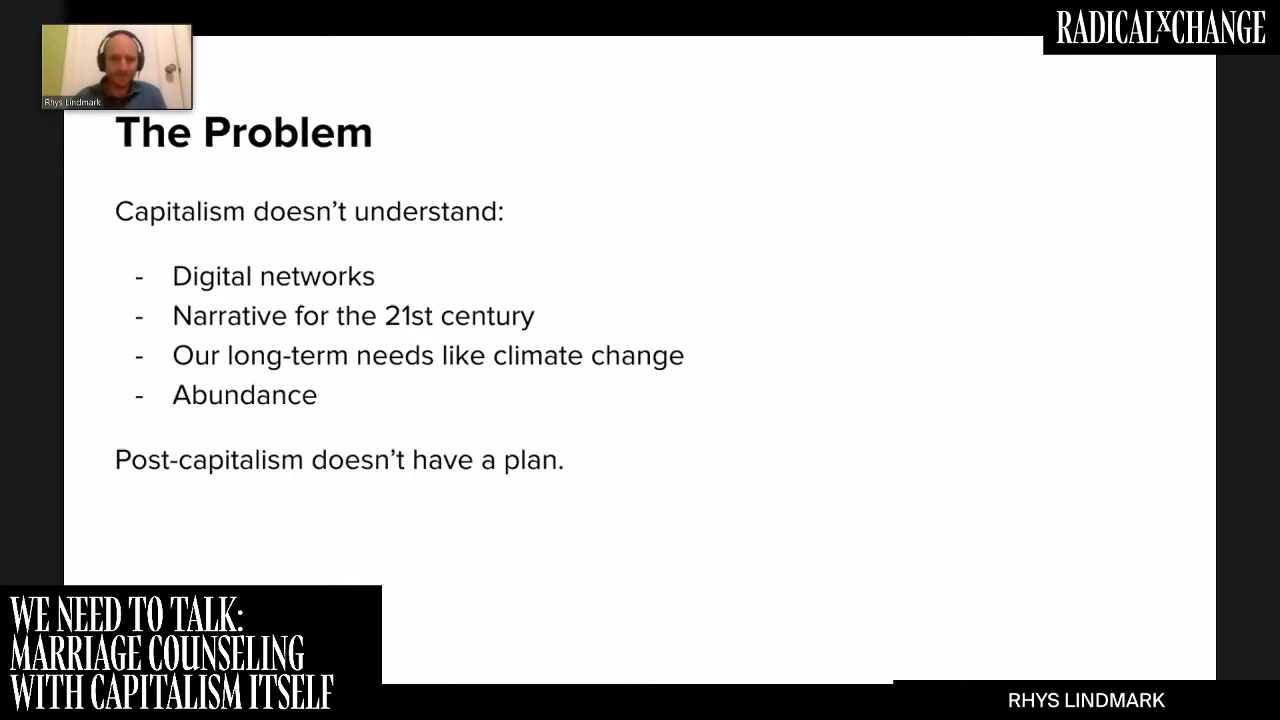 RADICALXCHANGE
Rhys Lindmark
The Problem
Capitalism doesn’t understand:
- Digital networks
- Narrative for the 21st century
- Our long-term needs like climate change
- Abundance
Post-capitalism doesn’t have a plan.
WE NEED TO TALK:
MARRIAGE COUNSELING
WITH CAPITALISM ITSELF
RHYS LINDMARK